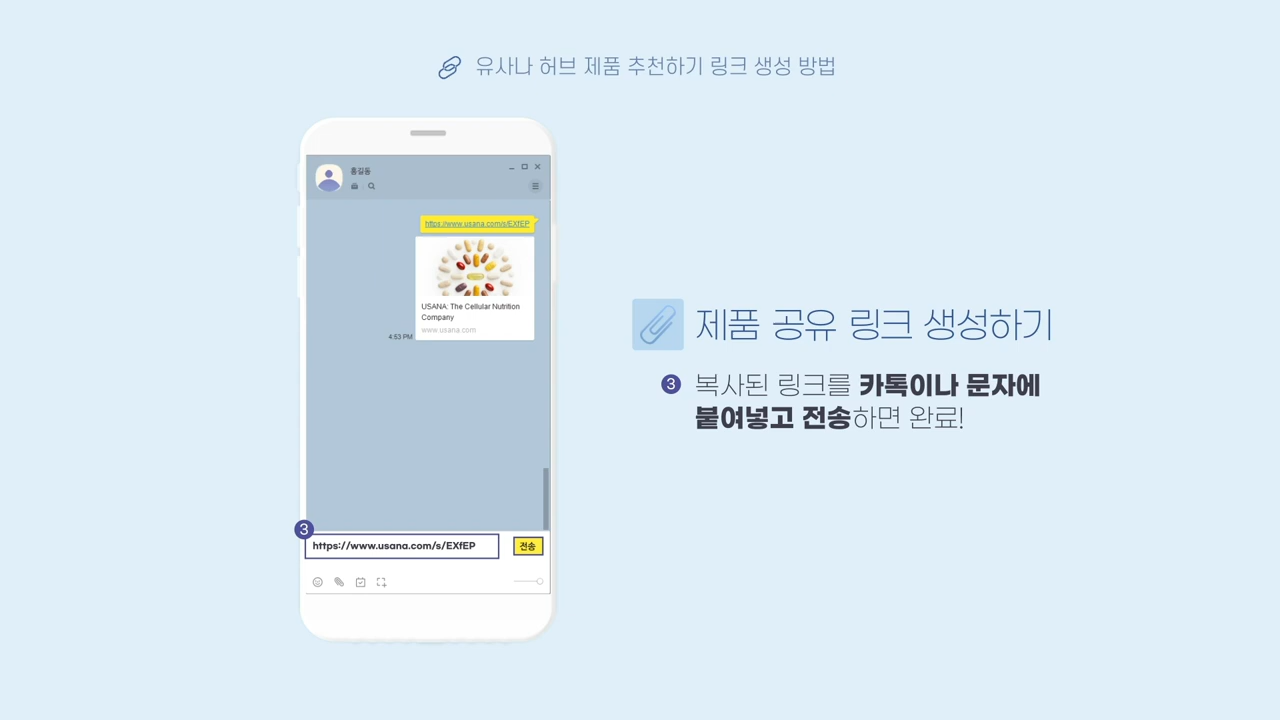 유사나 허브 제품 추천하기 링크 생성 방법
홍길동
https://www.usana.com/s/EXfEP
USANA: The Cellular Nutrition
Company
www.usana.com
4:53 PM
3
https://www.usana.com/s/EXfEP
전송
제품 공유 링크 생성하기
3 복사된 링크를 카톡이나 문자에
붙여넣고 전송하면 완료!